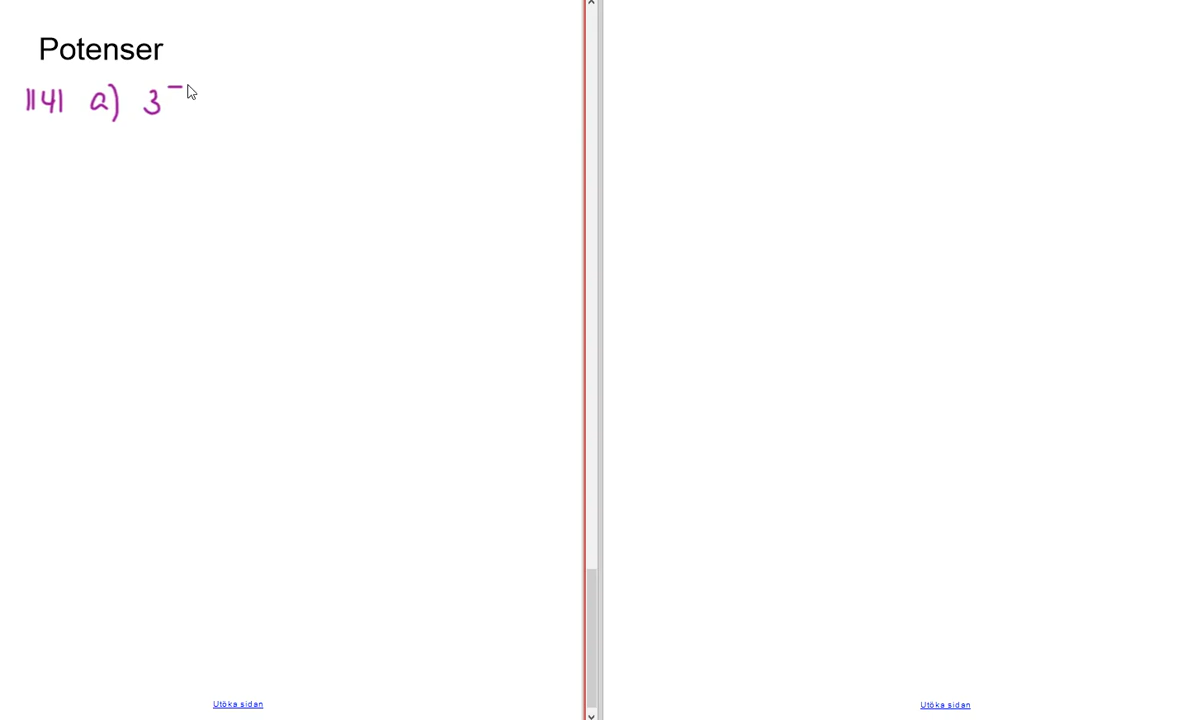 Potenser
1141 a) 3⁻
Utöka sidan
Utöka sidan